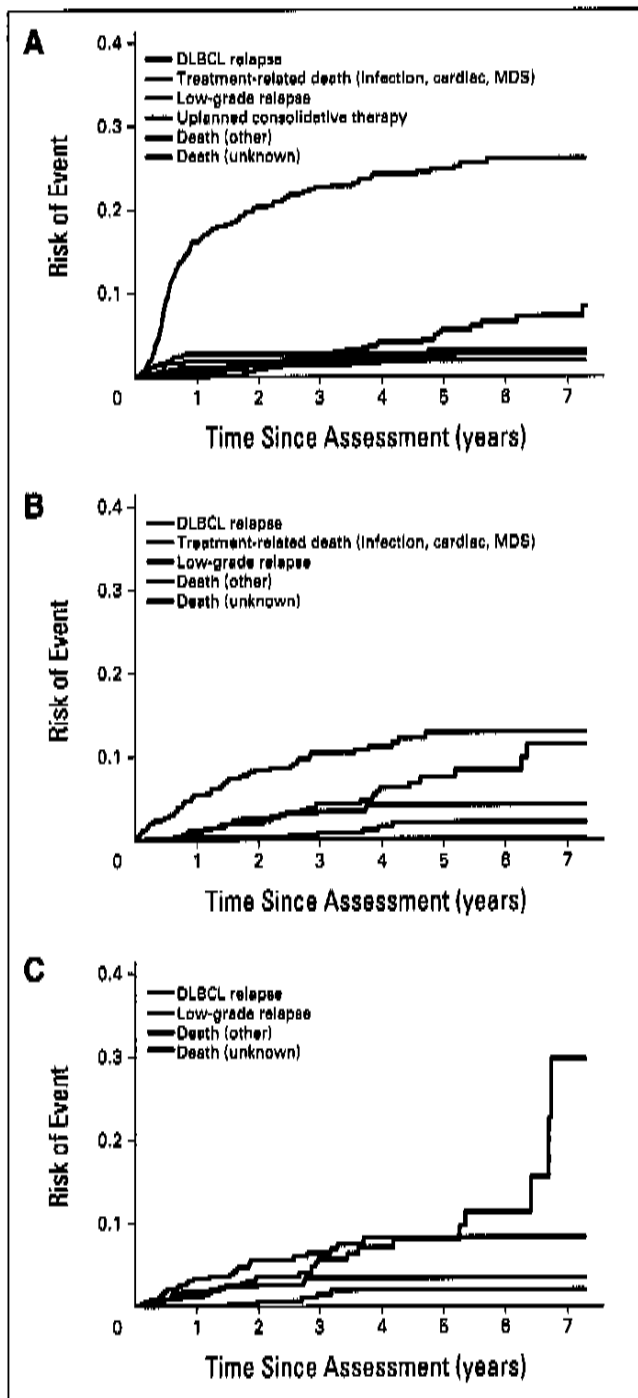 A
0.4
DLBCL relapse
Treatment-related death (infection, cardiac, MDS)
Low-grade relapse
Uplanned consolidative therapy
Death (other)
Death (unknown)
0.3
0.2
0.1
Risk of Event
0 1 2 3 4 5 6 7
Time Since Assessment (years)
B
0.4
DLBCL relapse
Treatment-related death (infection, cardiac, MDS)
Low-grade relapse
Death (other)
Death (unknown)
0.3
0.2
0.1
Risk of Event
0 1 2 3 4 5 6 7
Time Since Assessment (years)
C
0.4
DLBCL relapse
Low-grade relapse
Death (other)
Death (unknown)
0.3
0.2
0.1
Risk of Event
0 1 2 3 4 5 6 7
Time Since Assessment (years)